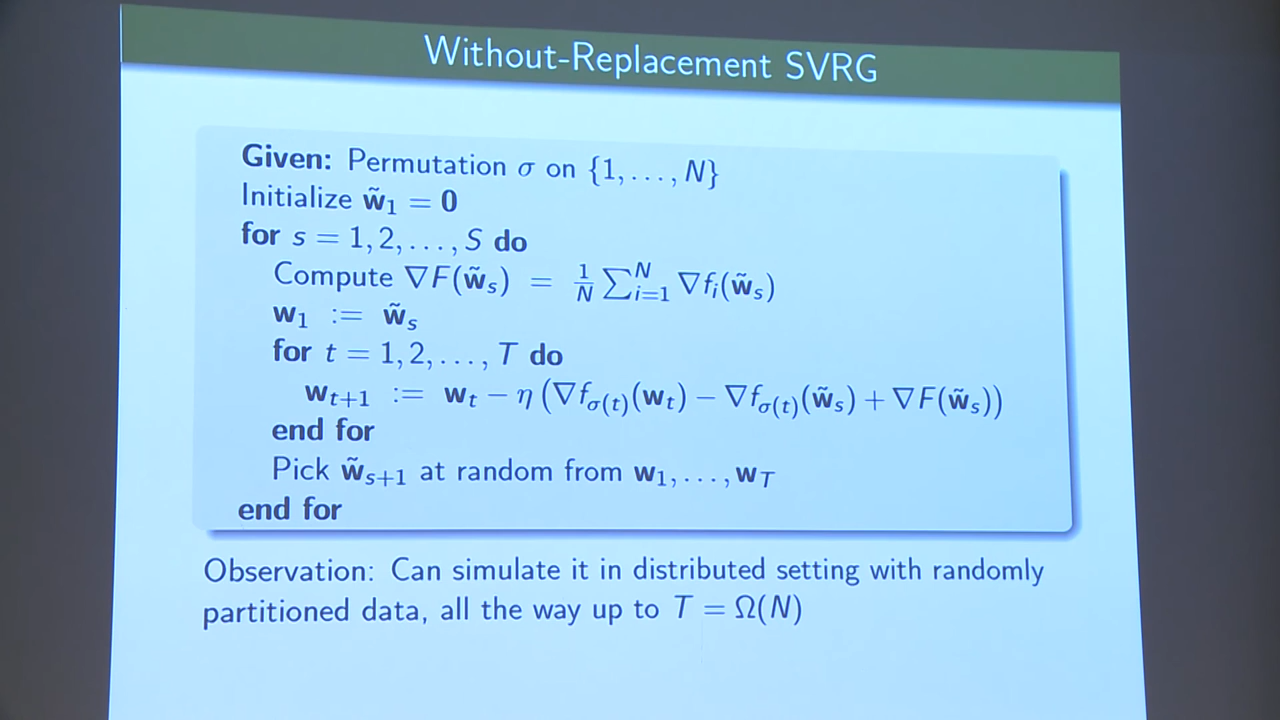 Without-Replacement SVRG
Given: Permutation σ on {1, . . . , N}
Initialize w̃₁ = 0
for s = 1, 2, . . . , S do
Compute ∇F(w̃ₛ) = 1/N ∑ᵢ₌₁ᴺ ∇fᵢ(w̃ₛ)
w₁ := w̃ₛ
for t = 1, 2, . . . , T do
wₜ₊₁ := wₜ − η (∇f_σ(t)(wₜ) − ∇f_σ(t)(w̃ₛ) + ∇F(w̃ₛ))
end for
Pick w̃ₛ₊₁ at random from w₁, . . . , w_T
end for
Observation: Can simulate it in distributed setting with randomly
partitioned data, all the way up to T = Ω(N)